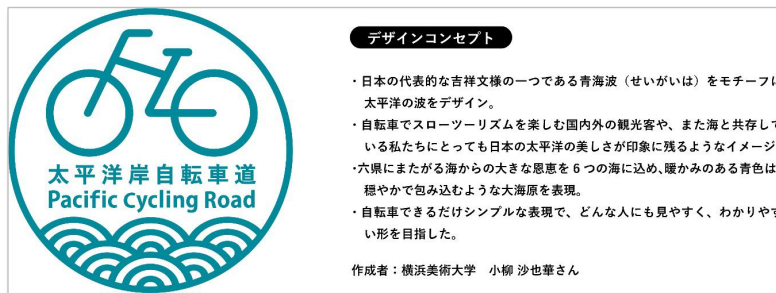 太平洋岸自転車道
Pacific Cycling Road
デザインコンセプト
・日本の代表的な吉祥文様の一つである青海波（せいがいは）をモチーフに
太平洋の波をデザイン。
・自転車でスローツーリズムを楽しむ国内外の観光客や、また海と共存して
いる私たちにとっても日本の太平洋の美しさが印象に残るようなイメージ
・六県にまたがる海からの大きな恩恵を6つの海に込め、暖かみのある青色は
穏やかで包み込むような大海原を表現。
・自転車できるだけシンプルな表現で、どんな人にも見やすく、わかりやす
い形を目指した。
作成者：横浜美術大学　小柳 沙也華さん